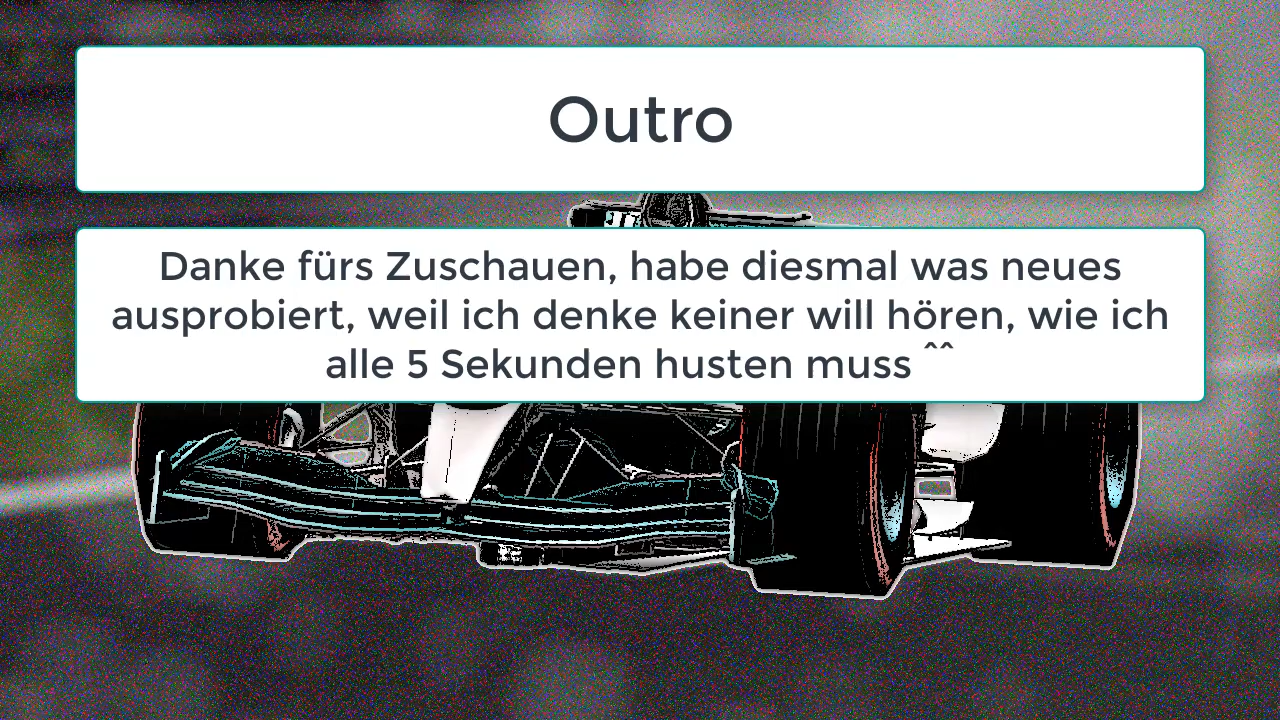 Outro
Danke fürs Zuschauen, habe diesmal was neues
ausprobiert, weil ich denke keiner will hören, wie ich
alle 5 Sekunden husten muss ^^